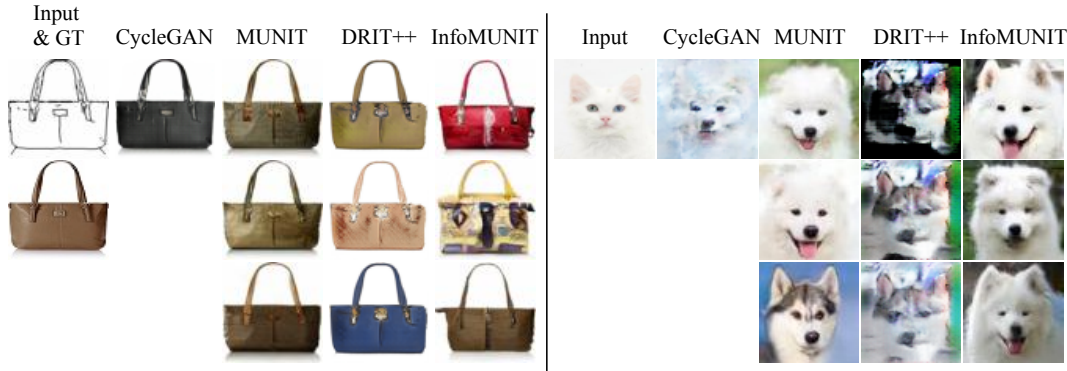 Input
& GT CycleGAN MUNIT DRIT++ InfoMUNIT
Input CycleGAN MUNIT DRIT++ InfoMUNIT